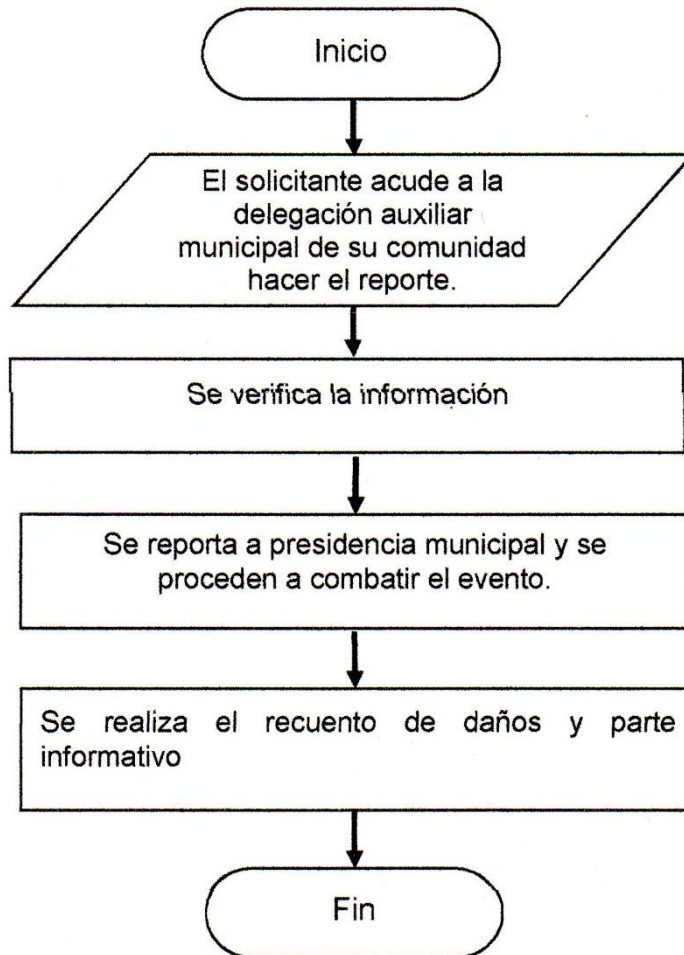 Inicio
El solicitante acude a la
delegación auxiliar
municipal de su comunidad
hacer el reporte.
Se verifica la información
Se reporta a presidencia municipal y se
proceden a combatir el evento.
Se realiza el recuento de daños y parte
informativo
Fin